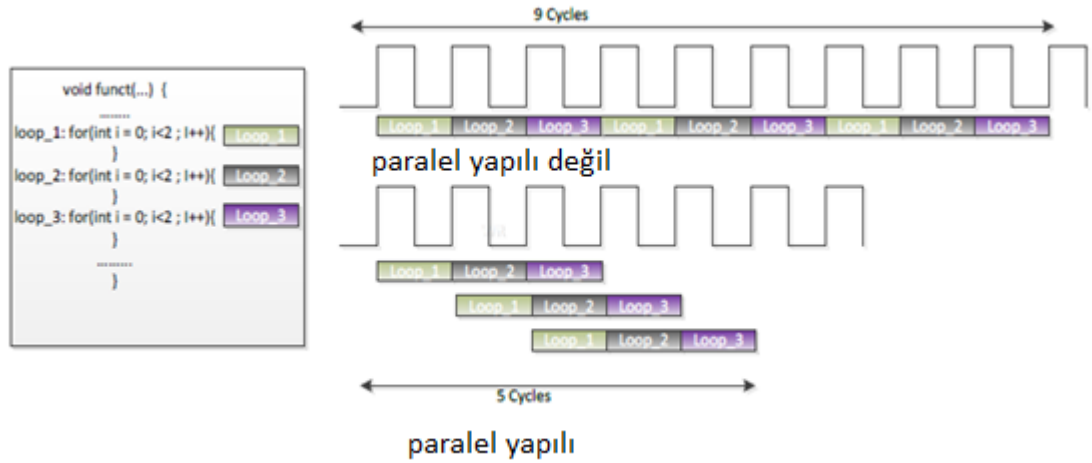 void funct(...) {
........
loop_1: for(int i = 0; i<2 ; I++){ Loop_1
}
loop_2: for(int i = 0; i<2 ; I++){ Loop_2
}
loop_3: for(int i = 0; i<2 ; I++){ Loop_3
}
........
}
9 Cycles
Loop_1 Loop_2 Loop_3 Loop_1 Loop_2 Loop_3 Loop_1 Loop_2 Loop_3
paralel yapılı değil
Loop_1 Loop_2 Loop_3
Loop_1 Loop_2 Loop_3
Loop_1 Loop_2 Loop_3
5 Cycles
paralel yapılı